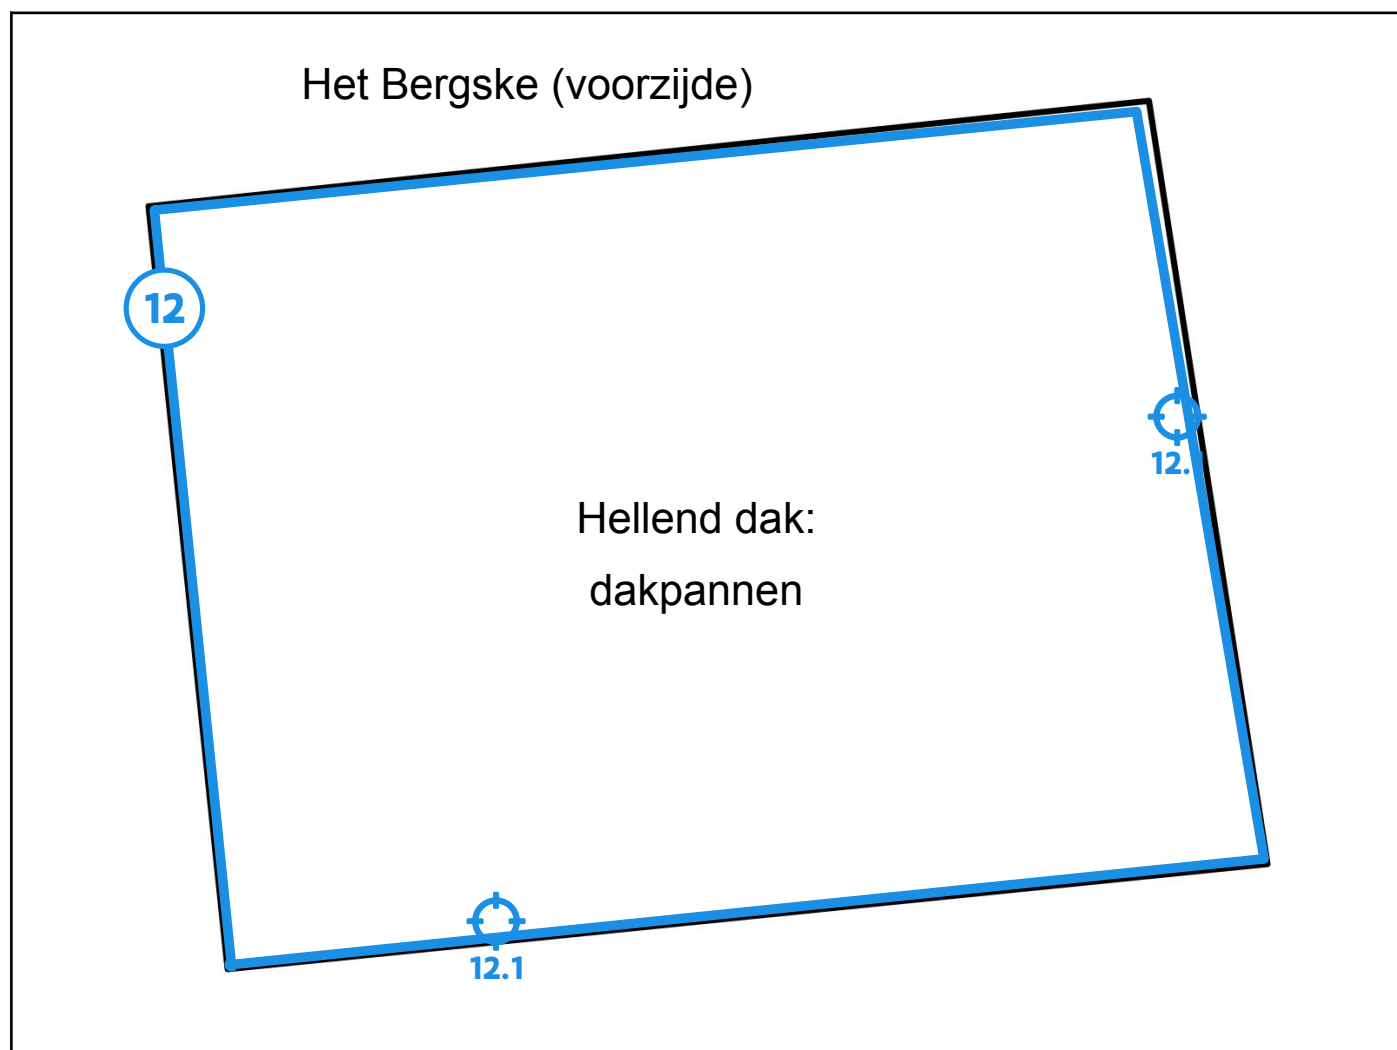 Het Bergske (voorzijde)
12
12.
Hellend dak:
dakpannen
12.1